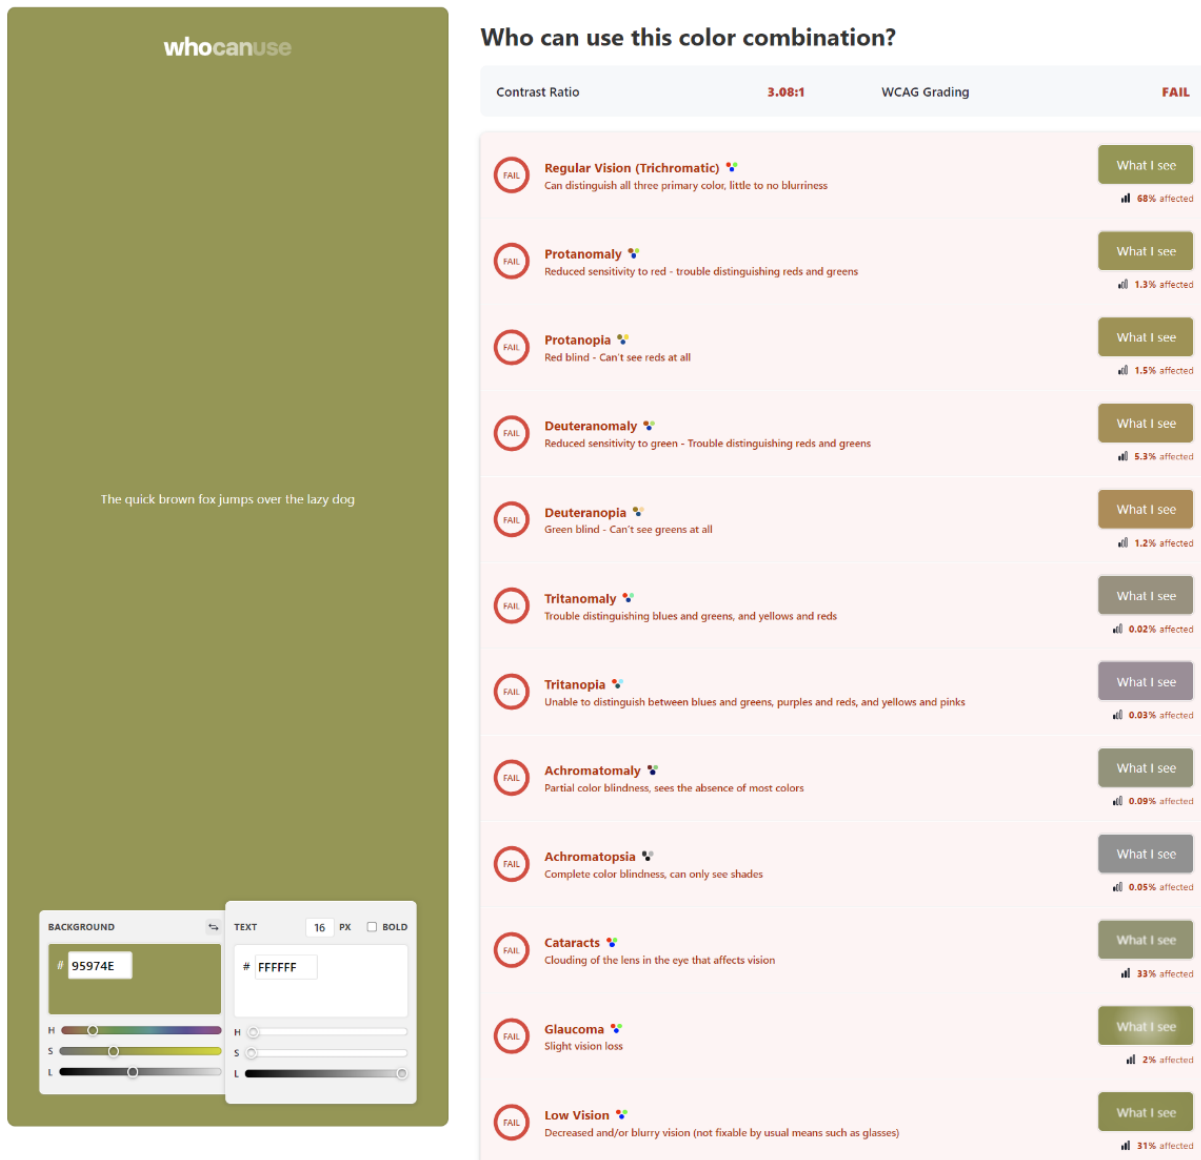 whocanuse
The quick brown fox jumps over the lazy dog
BACKGROUND
# 95974E
H
S
L
TEXT 16 PX BOLD
# FFFFFF
H
S
L
Who can use this color combination?
Contrast Ratio 3.08:1 WCAG Grading FAIL
FAIL Regular Vision (Trichromatic) What I see
Can distinguish all three primary color, little to no blurriness
68% affected
FAIL Protanomaly What I see
Reduced sensitivity to red - trouble distinguishing reds and greens
1.3% affected
FAIL Protanopia What I see
Red blind - Can't see reds at all
1.5% affected
FAIL Deuteranomaly What I see
Reduced sensitivity to green - Trouble distinguishing reds and greens
5.3% affected
FAIL Deuteranopia What I see
Green blind - Can't see greens at all
1.2% affected
FAIL Tritanomaly What I see
Trouble distinguishing blues and greens, and yellows and reds
0.02% affected
FAIL Tritanopia What I see
Unable to distinguish between blues and greens, purples and reds, and yellows and pinks
0.03% affected
FAIL Achromatomaly What I see
Partial color blindness, sees the absence of most colors
0.09% affected
FAIL Achromatopsia What I see
Complete color blindness, can only see shades
0.05% affected
FAIL Cataracts What I see
Clouding of the lens in the eye that affects vision
33% affected
FAIL Glaucoma What I see
Slight vision loss
2% affected
FAIL Low Vision What I see
Decreased and/or blurry vision (not fixable by usual means such as glasses)
31% affected